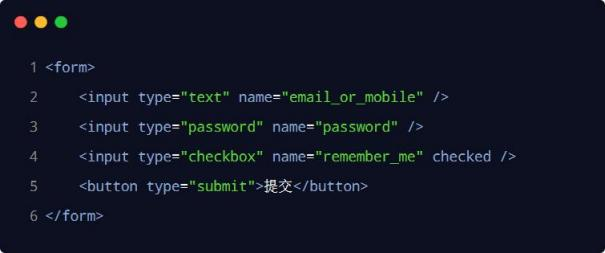 1 <form>
2     <input type="text" name="email_or_mobile" />
3     <input type="password" name="password" />
4     <input type="checkbox" name="remember_me" checked />
5     <button type="submit">提交</button>
6 </form>